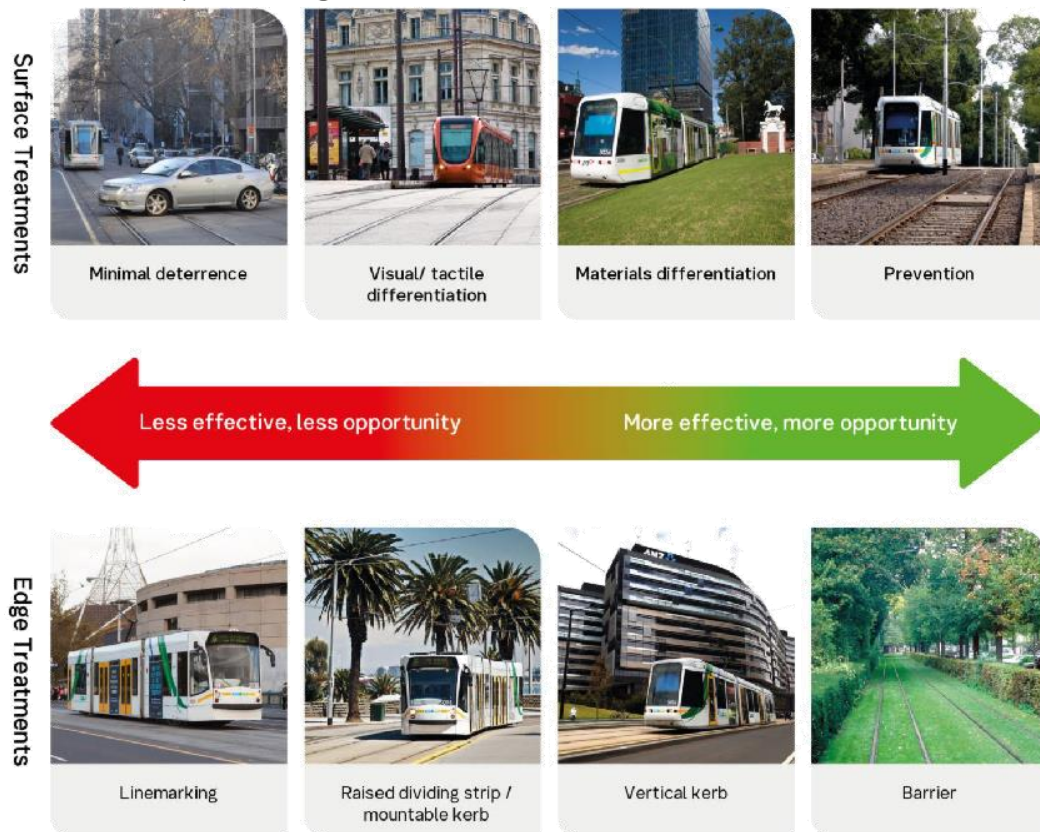 Surface Treatments
Minimal deterrence
Visual/ tactile
differentiation
Materials differentiation
Prevention
Less effective, less opportunity
More effective, more opportunity
Edge Treatments
ANZ
Linemarking
Raised dividing strip /
mountable kerb
Vertical kerb
Barrier